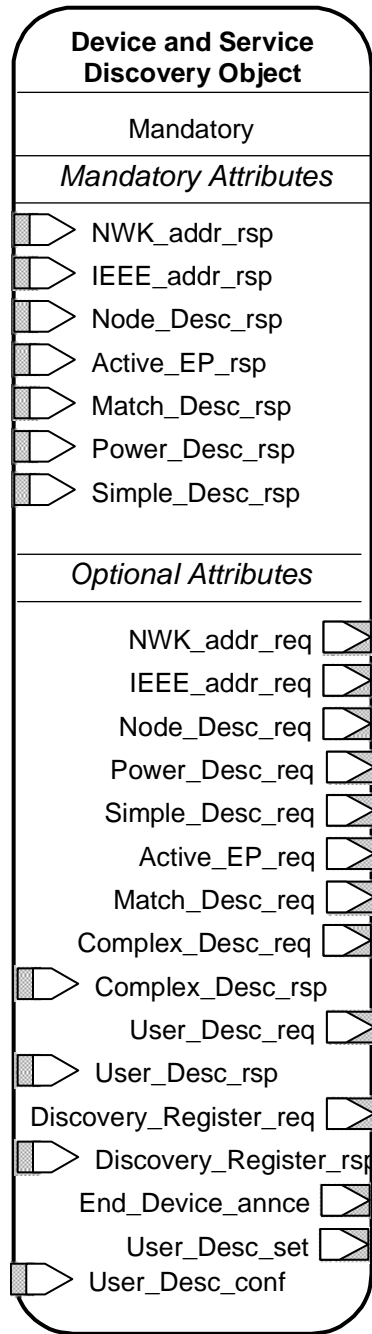 Device and Service
Discovery Object
Mandatory
Mandatory Attributes
NWK_addr_rsp
IEEE_addr_rsp
Node_Desc_rsp
Active_EP_rsp
Match_Desc_rsp
Power_Desc_rsp
Simple_Desc_rsp
Optional Attributes
NWK_addr_req
IEEE_addr_req
Node_Desc_req
Power_Desc_req
Simple_Desc_req
Active_EP_req
Match_Desc_req
Complex_Desc_req
Complex_Desc_rsp
User_Desc_req
User_Desc_rsp
Discovery_Register_req
Discovery_Register_rsp
End_Device_annce
User_Desc_set
User_Desc_conf